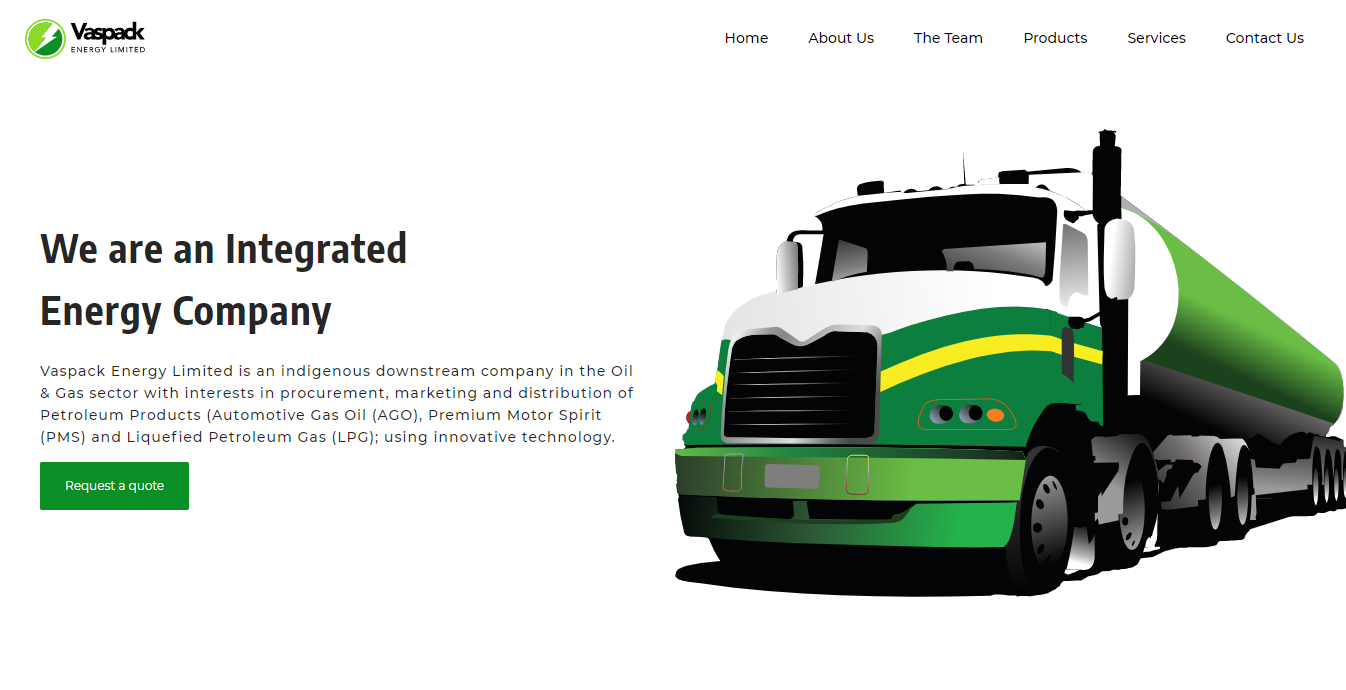 Vaspack
ENERGY LIMITED
Home About Us The Team Products Services Contact Us
We are an Integrated
Energy Company
Vaspack Energy Limited is an indigenous downstream company in the Oil
& Gas sector with interests in procurement, marketing and distribution of
Petroleum Products (Automotive Gas Oil (AGO), Premium Motor Spirit
(PMS) and Liquefied Petroleum Gas (LPG); using innovative technology.
Request a quote